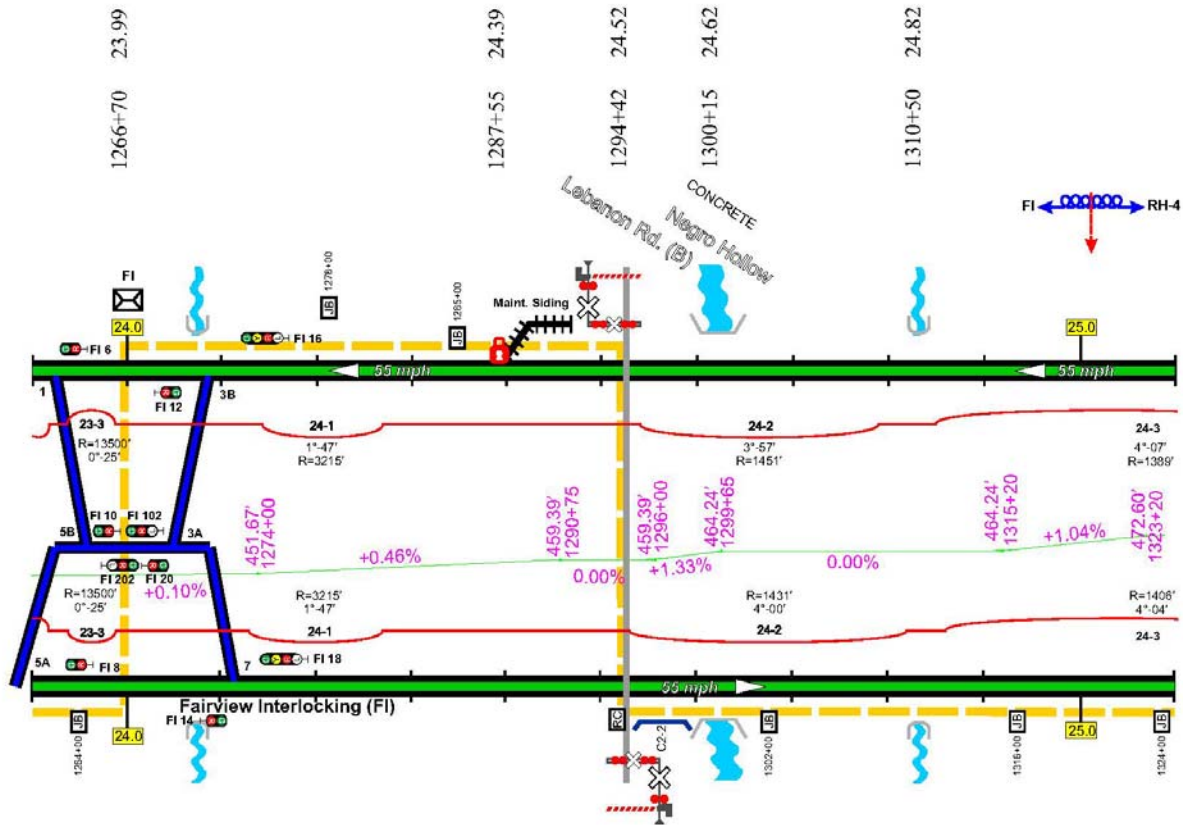 23.99
24.39
24.52
24.62
24.82
1266+70
1287+55
1294+42
1300+15
1310+50
Lebanon Rd. (B)
CONCRETE
Negro Hollow
FI
RH-4
FI
1278+00
JB
1285+00
JB
Maint. Siding
24.0
25.0
FI 6
FI 16
55 mph
55 mph
1
3B
FI 12
23-3
R=13500'
0°-25'
24-1
1°-47'
R=3215'
24-2
3°-57'
R=1451'
24-3
4°-07'
R=1389'
FI 10
FI 102
5B
3A
451.67'
1274+00
459.39'
1290+75
459.39'
1296+00
464.24'
1299+65
464.24'
1315+20
472.60'
1323+20
+0.46%
0.00%
+1.33%
0.00%
+1.04%
FI 202
FI 20
+0.10%
R=13500'
0°-25'
23-3
R=3215'
1°-47'
24-1
R=1431'
4°-00'
24-2
R=1406'
4°-04'
24-3
5A
FI 8
7
FI 18
55 mph
Fairview Interlocking (FI)
FI 14
JB
1264+00
24.0
RC
C2-2
JB
1302+00
JB
1316+00
25.0
JB
1324+00